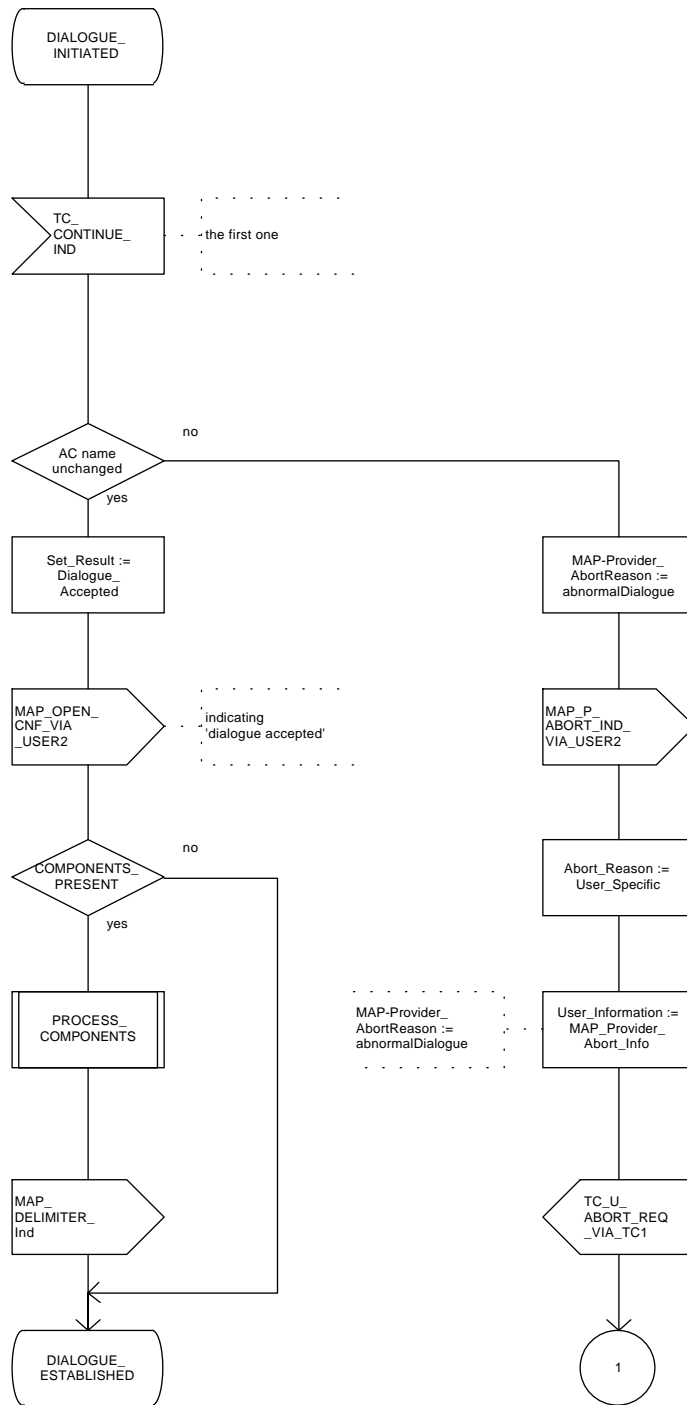 DIALOGUE_
INITIATED
TC_
CONTINUE_
IND
the first one
AC name
unchanged
no
yes
Set_Result :=
Dialogue_
Accepted
MAP-Provider_
AbortReason :=
abnormalDialogue
MAP_OPEN_
CNF_VIA
_USER2
indicating
'dialogue accepted'
MAP_P_
ABORT_IND_
VIA_USER2
COMPONENTS_
PRESENT
no
yes
Abort_Reason :=
User_Specific
PROCESS_
COMPONENTS
MAP-Provider_
AbortReason :=
abnormalDialogue
User_Information :=
MAP_Provider_
Abort_Info
MAP_
DELIMITER_
Ind
TC_U_
ABORT_REQ
_VIA_TC1
DIALOGUE_
ESTABLISHED
1